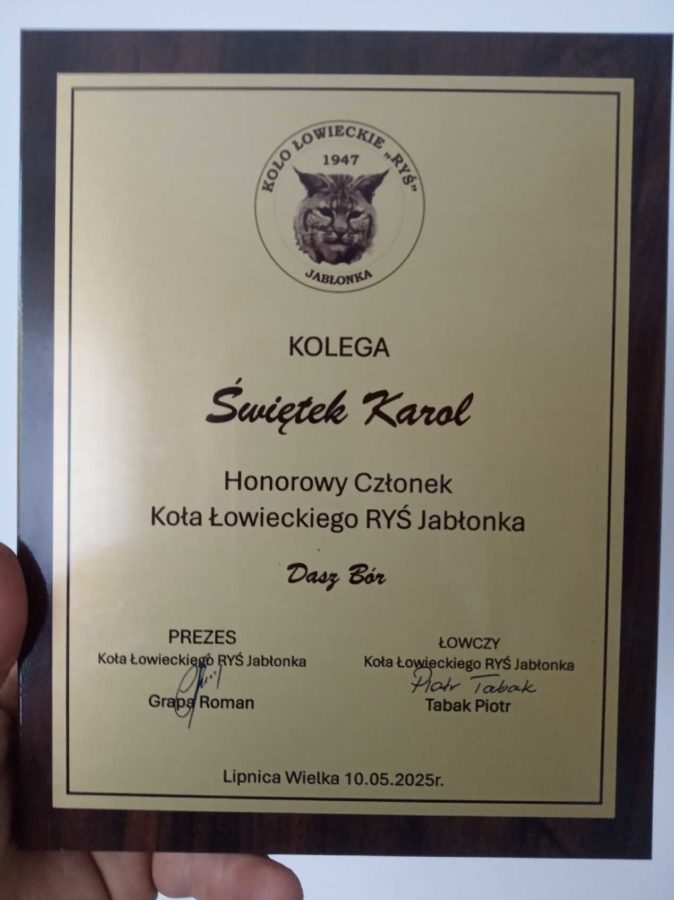 KOŁO ŁOWIECKIE „RYŚ”
1947
JABŁONKA
KOLEGA
Świętek Karol
Honorowy Członek
Koła Łowieckiego RYŚ Jabłonka
Dasz Bór
PREZES
Koła Łowieckiego RYŚ Jabłonka
Grapa Roman
ŁOWCZY
Koła Łowieckiego RYŚ Jabłonka
Piotr Tabak
Tabak Piotr
Lipnica Wielka 10.05.2025r.